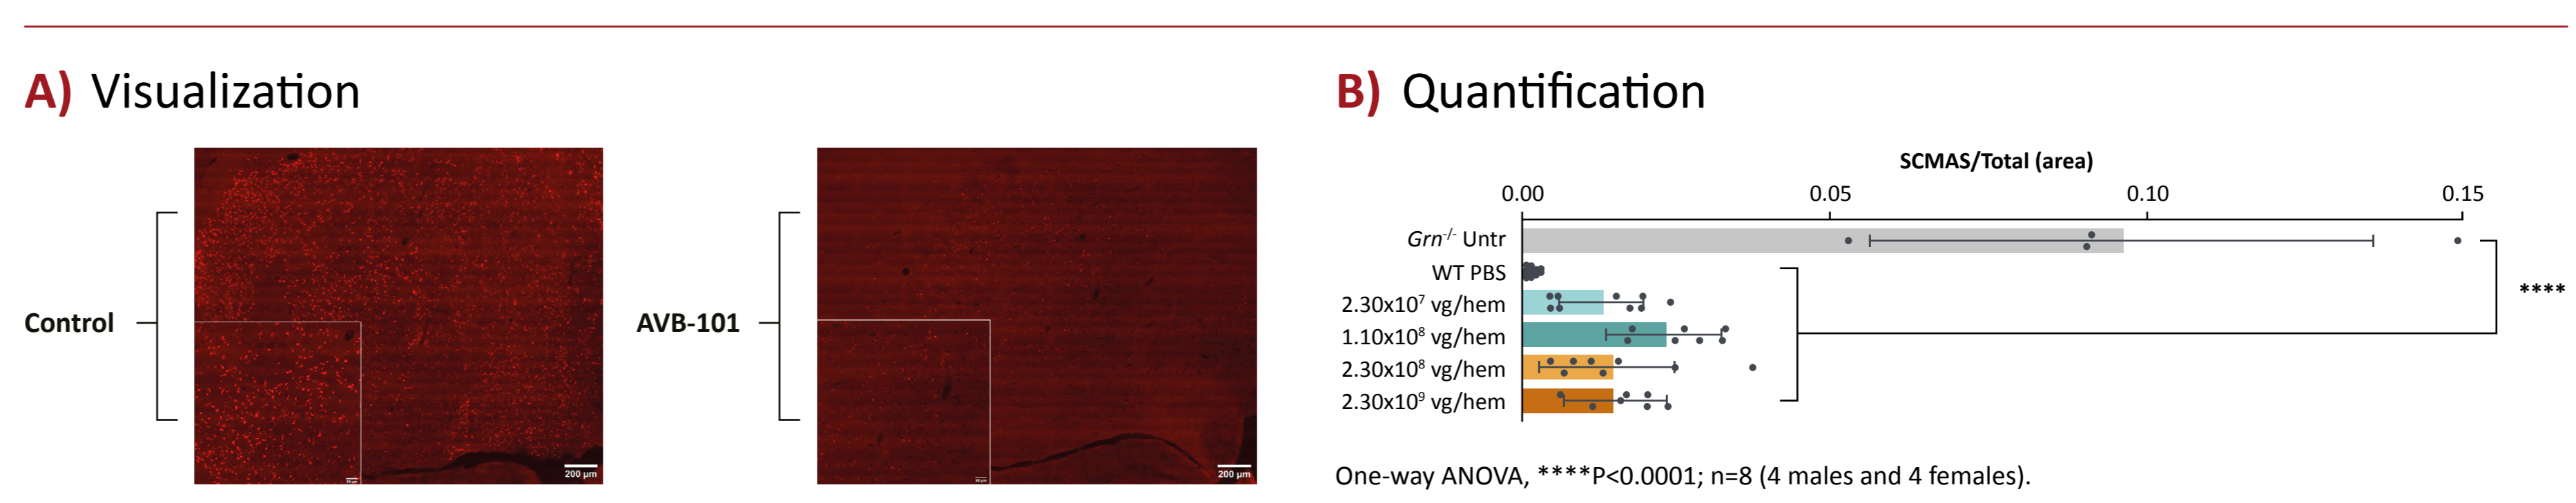 A) Visualization
Control
200 μm
AVB-101
200 μm
B) Quantification
SCMAS/Total (area)
0.00 0.05 0.10 0.15
Grn-/- Untr
WT PBS
2.30x10⁷ vg/hem
1.10x10⁸ vg/hem
2.30x10⁸ vg/hem
2.30x10⁹ vg/hem
****
One-way ANOVA, ****P<0.0001; n=8 (4 males and 4 females).